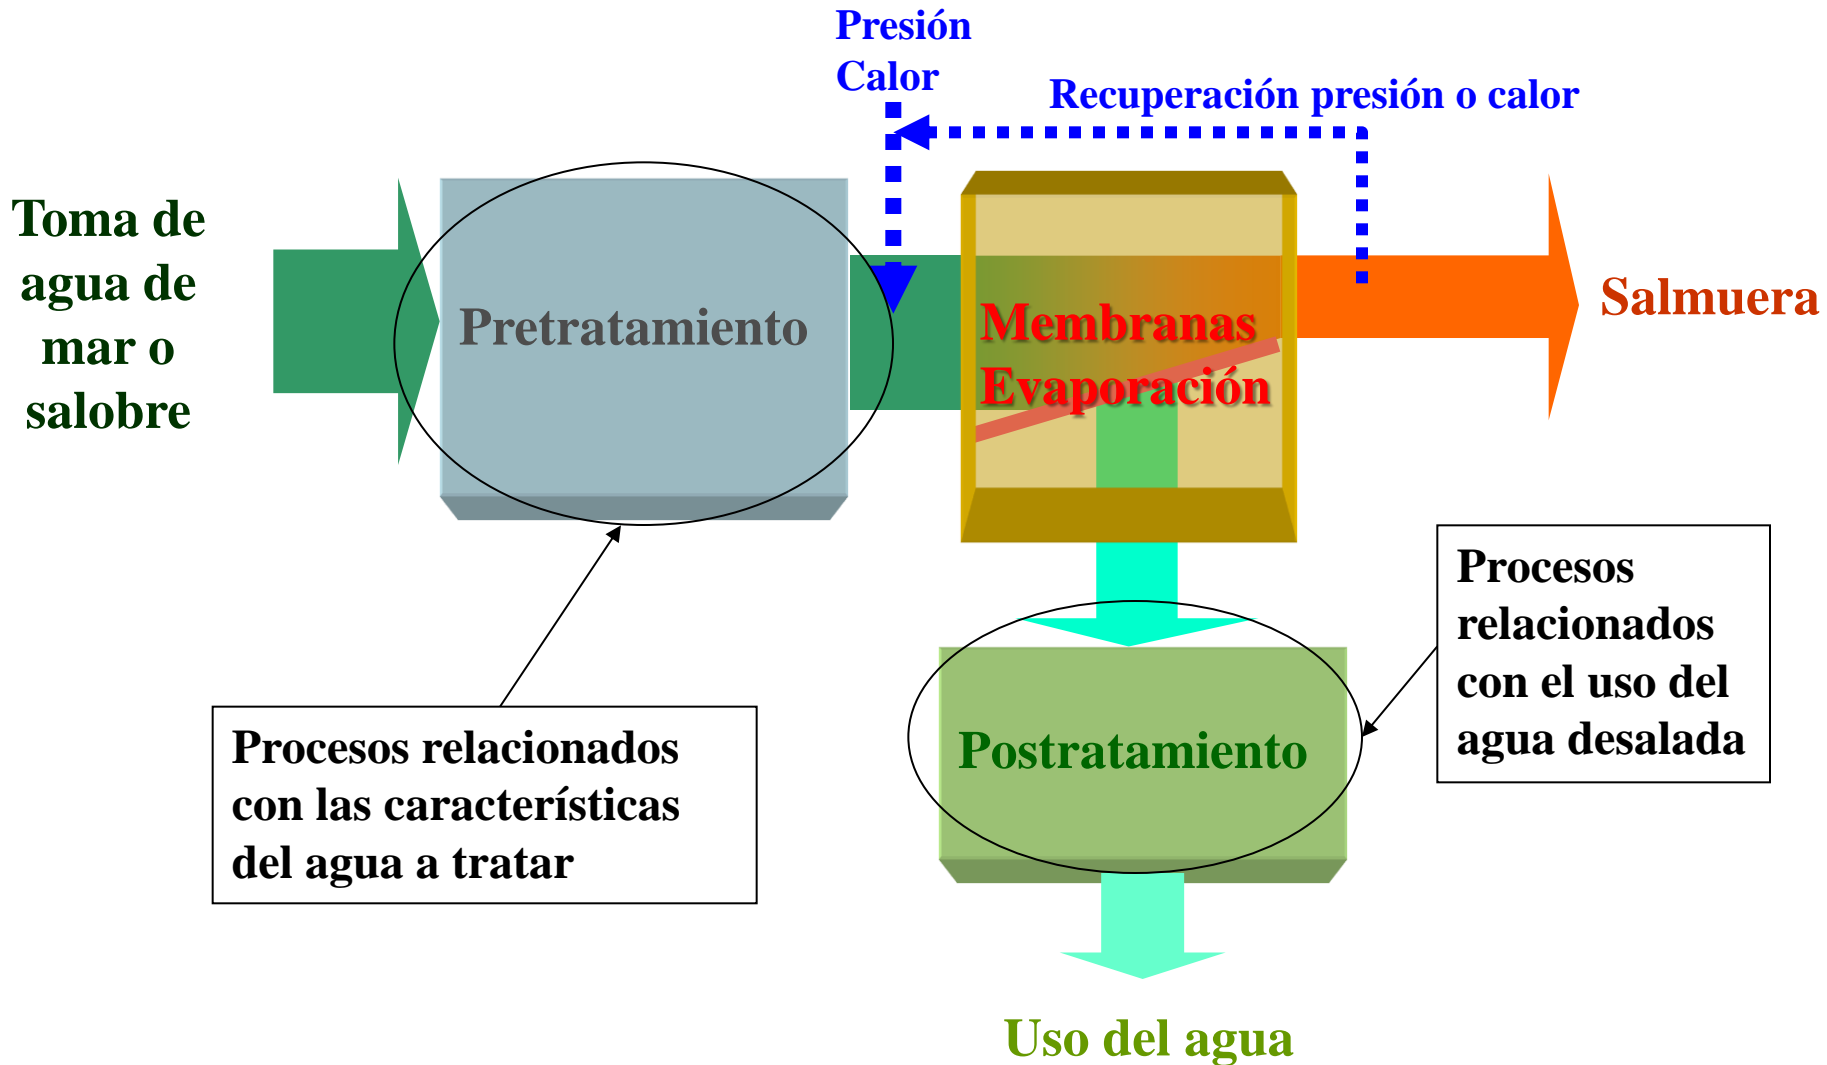 Presión
Calor
Recuperación presión o calor
Toma de
agua de
mar o
salobre
Pretratamiento
Membranas
Evaporación
Salmuera
Procesos relacionados
con las características
del agua a tratar
Procesos
relacionados
con el uso del
agua desalada
Postratamiento
Uso del agua